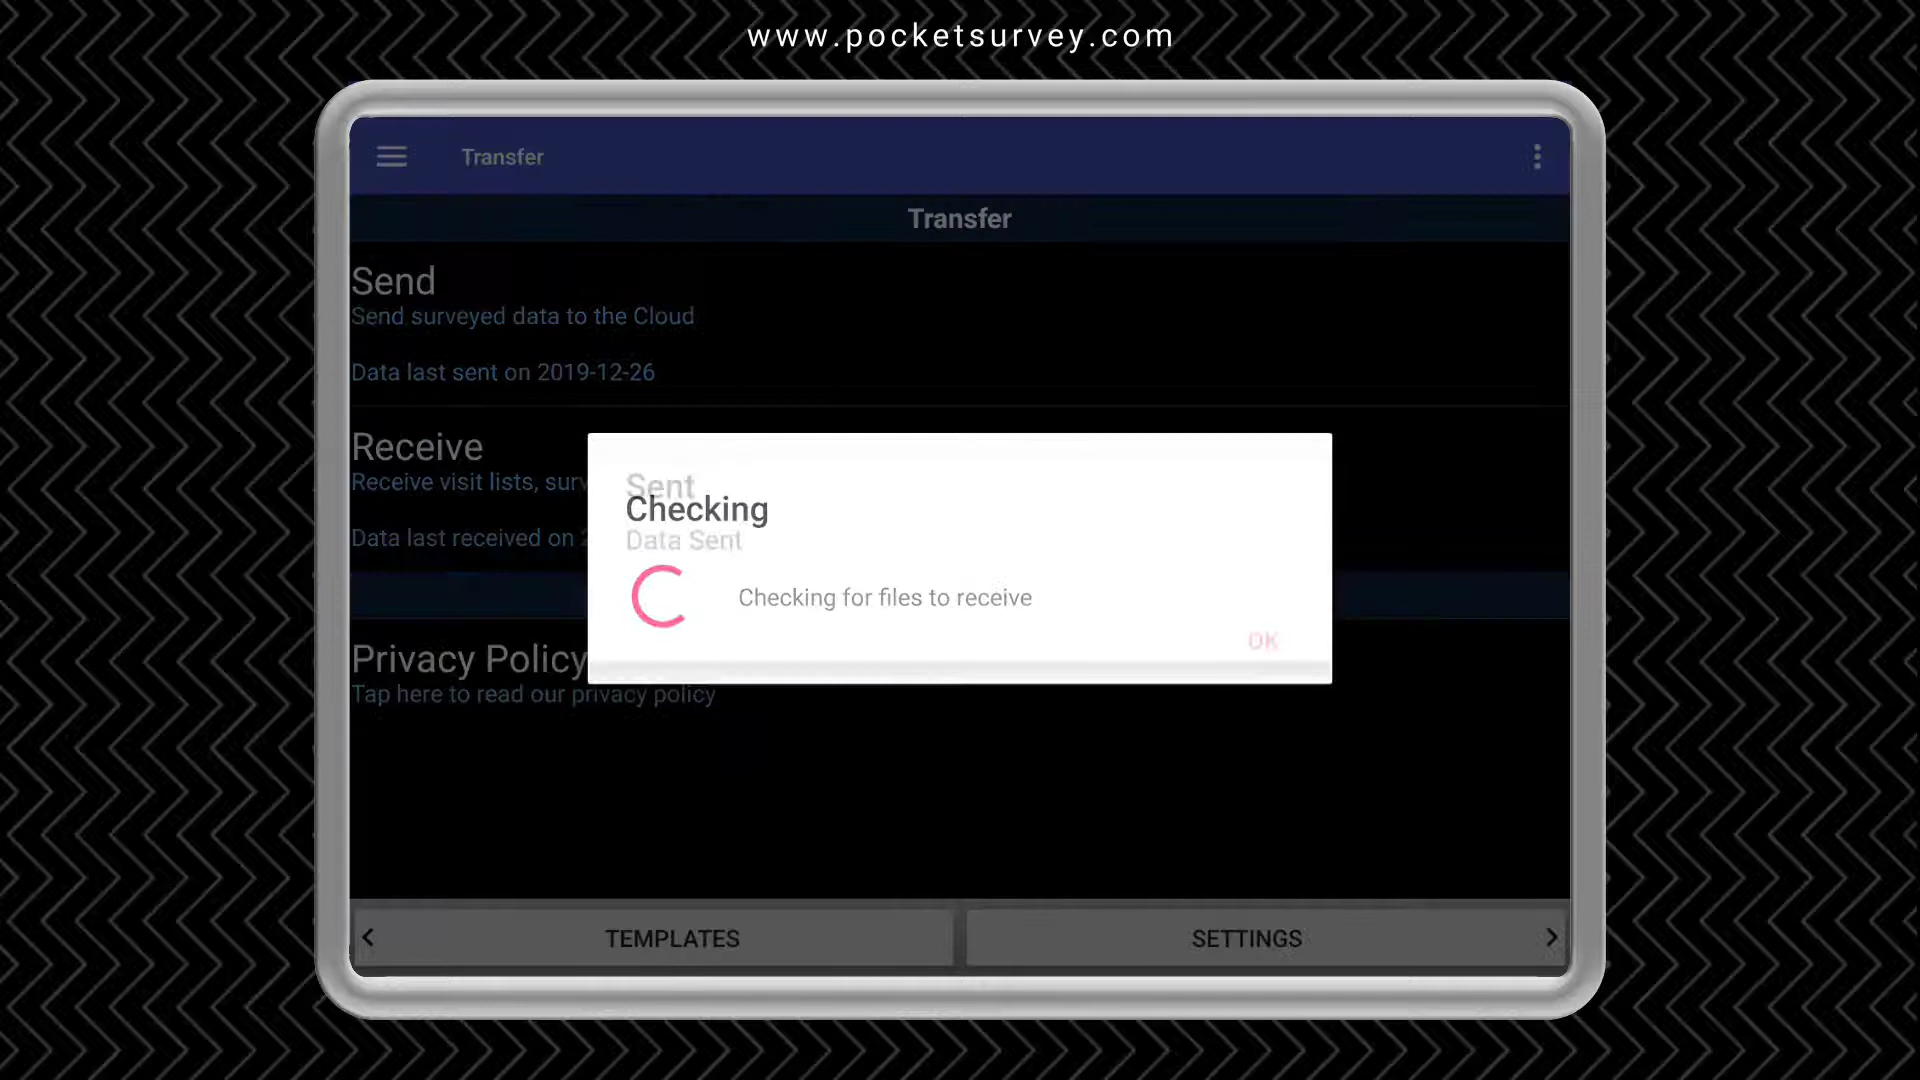 www.pocketsurvey.com
Transfer
Transfer
Send
Send surveyed data to the Cloud
Data last sent on 2019-12-26
Receive
Receive visit lists,
Data last received on
Sent
Checking
Data Sent
Checking for files to receive
OK
Privacy Policy
Tap here to read our privacy policy
TEMPLATES
SETTINGS